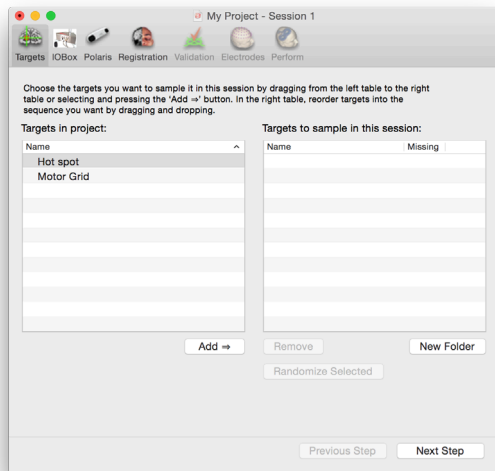 My Project - Session 1
Targets IOBox Polaris Registration Validation Electrodes Perform
Choose the targets you want to sample it in this session by dragging from the left table to the right
table or selecting and pressing the 'Add ⇒' button. In the right table, reorder targets into the
sequence you want by dragging and dropping.
Targets in project:
Targets to sample in this session:
Name
Name Missing
Hot spot
Motor Grid
Add ⇒
Remove
New Folder
Randomize Selected
Previous Step
Next Step